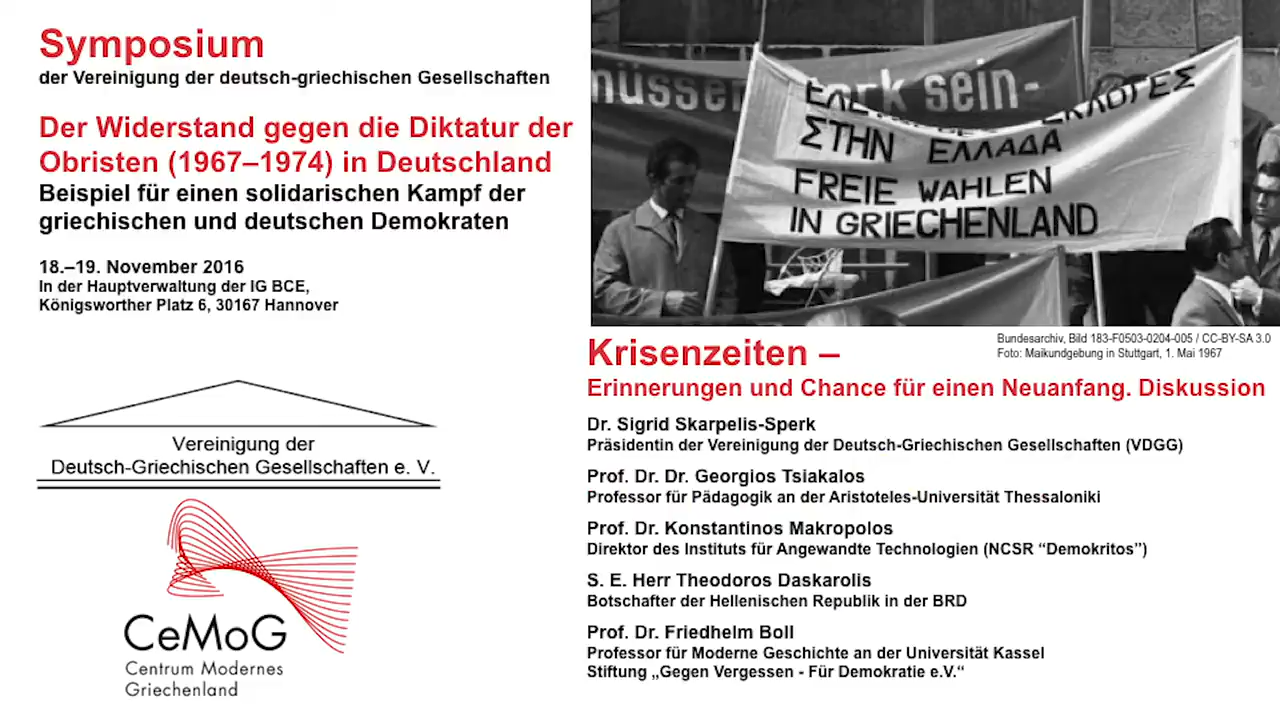 Symposium
der Vereinigung der deutsch-griechischen Gesellschaften
Der Widerstand gegen die Diktatur der
Obristen (1967–1974) in Deutschland
Beispiel für einen solidarischen Kampf der
griechischen und deutschen Demokraten
18.–19. November 2016
In der Hauptverwaltung der IG BCE,
Königsworther Platz 6, 30167 Hannover
Vereinigung der
Deutsch-Griechischen Gesellschaften e. V.
CeMoG
Centrum Modernes
Griechenland
müssen sein-
ΣΤΗΝ ΕΛΛΑΔΑ
FREIE WAHLEN
IN GRIECHENLAND
Bundesarchiv, Bild 183-F0503-0204-005 / CC-BY-SA 3.0
Foto: Maikundgebung in Stuttgart, 1. Mai 1967
Krisenzeiten –
Erinnerungen und Chance für einen Neuanfang. Diskussion
Dr. Sigrid Skarpelis-Sperk
Präsidentin der Vereinigung der Deutsch-Griechischen Gesellschaften (VDGG)
Prof. Dr. Dr. Georgios Tsiakalos
Professor für Pädagogik an der Aristoteles-Universität Thessaloniki
Prof. Dr. Konstantinos Makropolos
Direktor des Instituts für Angewandte Technologien (NCSR “Demokritos”)
S. E. Herr Theodoros Daskarolis
Botschafter der Hellenischen Republik in der BRD
Prof. Dr. Friedhelm Boll
Professor für Moderne Geschichte an der Universität Kassel
Stiftung „Gegen Vergessen - Für Demokratie e.V.“